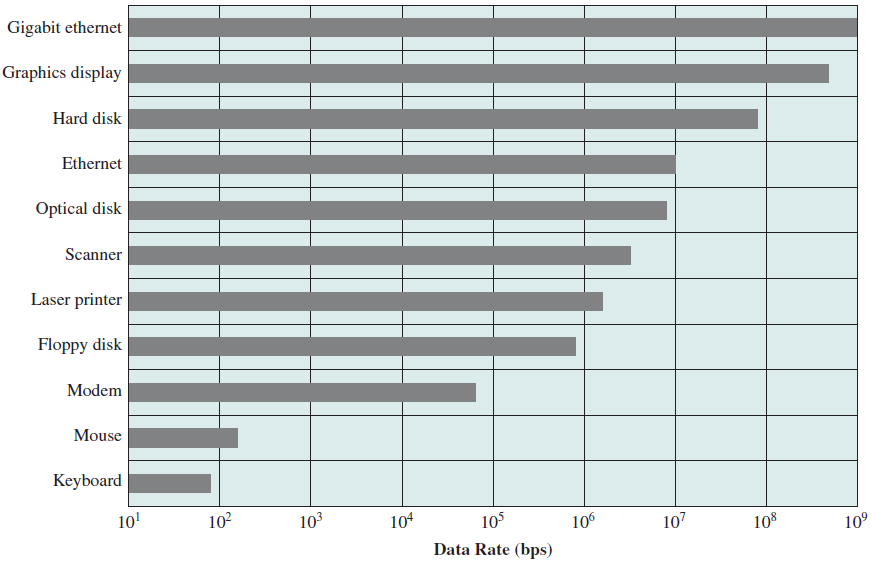 Gigabit ethernet
Graphics display
Hard disk
Ethernet
Optical disk
Scanner
Laser printer
Floppy disk
Modem
Mouse
Keyboard
10¹ 10² 10³ 10⁴ 10⁵ 10⁶ 10⁷ 10⁸ 10⁹
Data Rate (bps)